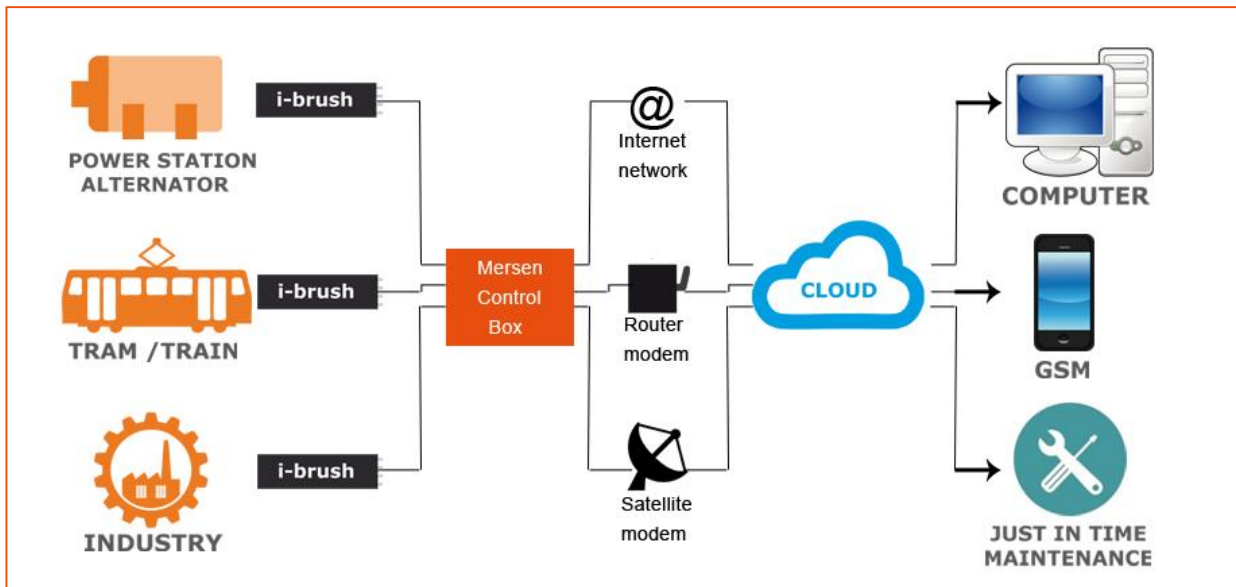 i-brush
POWER STATION
ALTERNATOR
i-brush
TRAM /TRAIN
i-brush
INDUSTRY
Mersen
Control
Box
@
Internet
network
Router
modem
Satellite
modem
CLOUD
COMPUTER
GSM
JUST IN TIME
MAINTENANCE